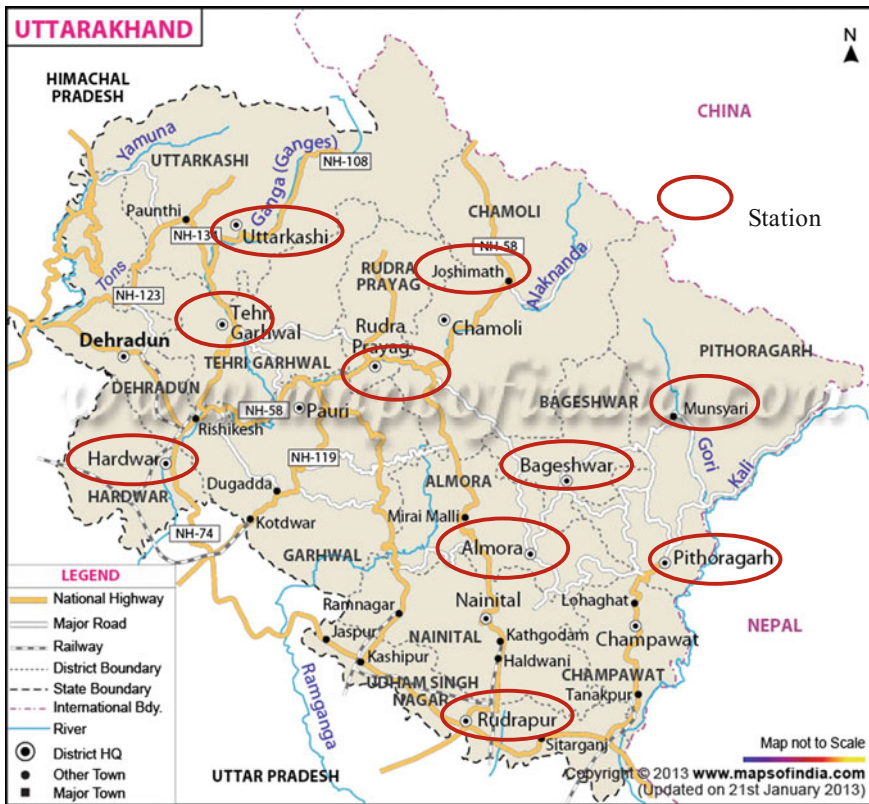 UTTARAKHAND
N
HIMACHAL
PRADESH
CHINA
Yamuna
Ganga (Ganges)
NH-108
UTTARKASHI
Station
CHAMOLI
Paunthi
Uttarkashi
NH-134
NH-58
RUDRA
PRAYAG
Joshimath
Alaknanda
Tons
NH-123
Tehri
Garhwal
Rudra
Prayag
Chamoli
Dehradun
TEHRI GARHWAL
PITHORAGARH
DEHRADUN
www.mapsofindia.com
BAGESHWAR
Munsyari
NH-58
Pauri
Rishikesh
Gori
Kali
Hardwar
NH-119
Bageshwar
HARDWAR
Dugadda
ALMORA
Kotdwar
Mirai Malli
NH-74
GARHWAL
Almora
Pithoragarh
LEGEND
National Highway
Major Road
Railway
District Boundary
State Boundary
International Bdy.
River
District HQ
Other Town
Major Town
Ramnagar
Nainital
Lohaghat
NEPAL
Jaspur
NAINITAL
Kathgodam
Champawat
Kashipur
Haldwani
Ramganga
UDHAM SINGH
NAGAR
CHAMPAWAT
Tanakpur
Rudrapur
Sitarganj
UTTAR PRADESH
Map not to Scale
Copyright © 2013 www.mapsofindia.com
(Updated on 21st January 2013)